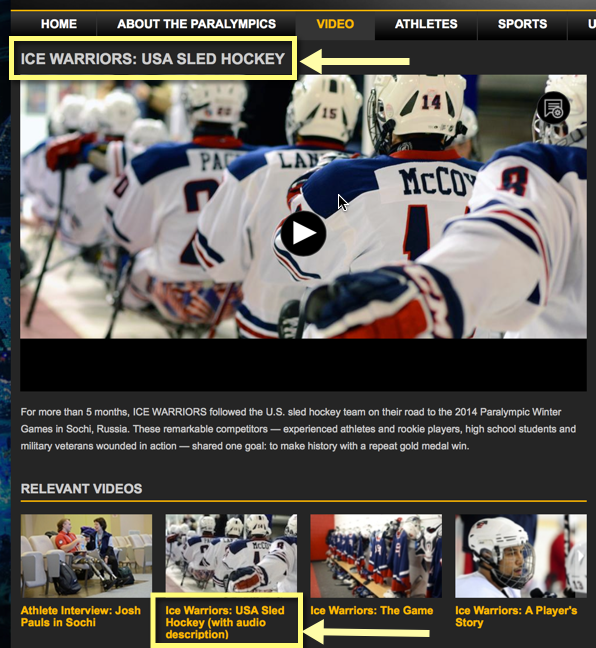 HOME ABOUT THE PARALYMPICS VIDEO ATHLETES SPORTS
ICE WARRIORS: USA SLED HOCKEY
15
14
LAN
McCOY
For more than 5 months, ICE WARRIORS followed the U.S. sled hockey team on their road to the 2014 Paralympic Winter
Games in Sochi, Russia. These remarkable competitors — experienced athletes and rookie players, high school students and
military veterans wounded in action — shared one goal: to make history with a repeat gold medal win.
RELEVANT VIDEOS
Athlete Interview: Josh
Pauls in Sochi
Ice Warriors: USA Sled
Hockey (with audio
description)
Ice Warriors: The Game
Ice Warriors: A Player's
Story